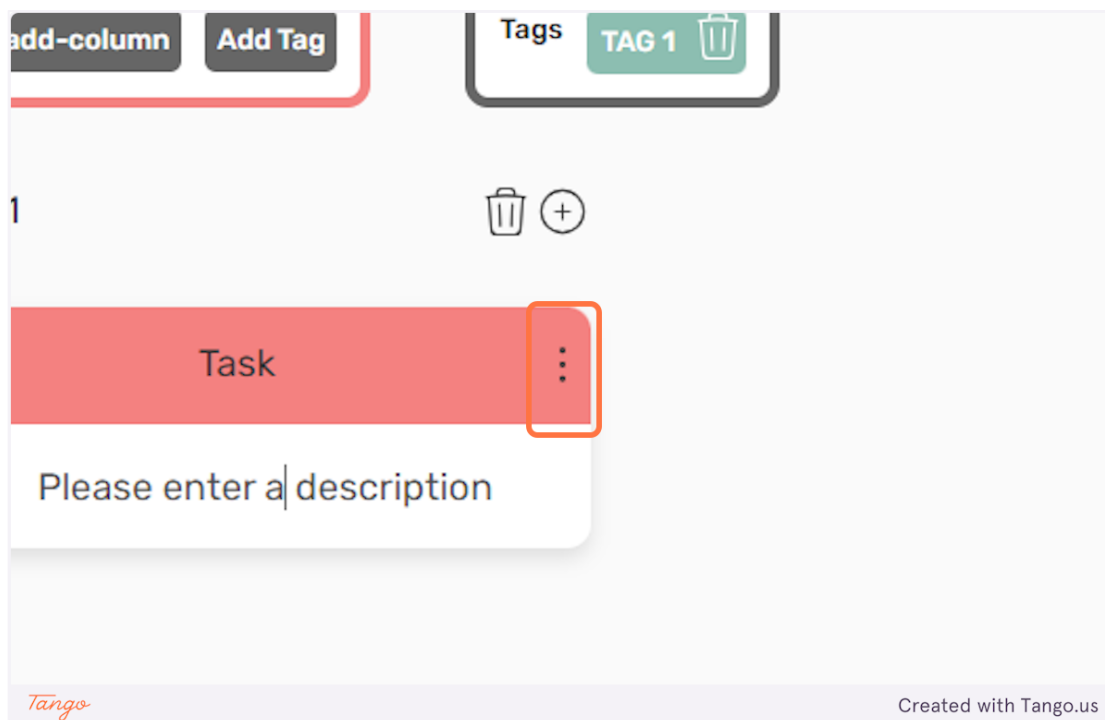 add-column Add Tag
Tags TAG 1
1
Task
Please enter a description
Tango
Created with Tango.us